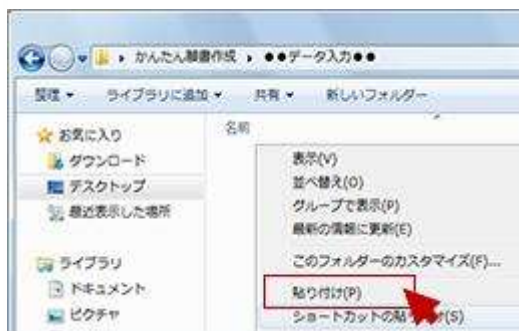 かんたん願書作成 ▸ ●●データ入力●●
整理 ▾ ライブラリに追加 ▾ 共有 ▾ 新しいフォルダー
お気に入り
ダウンロード
デスクトップ
最近表示した場所
ライブラリ
ドキュメント
ピクチャ
名前
表示(V)
並べ替え(O)
グループで表示(P)
最新の情報に更新(E)
このフォルダーのカスタマイズ(F)...
貼り付け(P)
ショートカットの貼り付け(S)